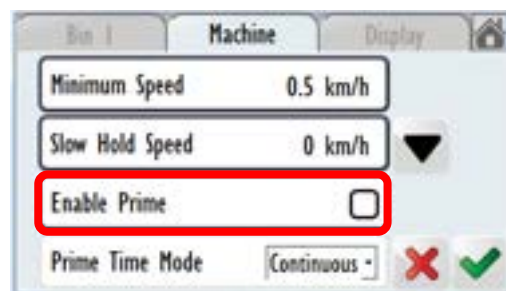 Bin 1 Machine Display
Minimum Speed 0.5 km/h
Slow Hold Speed 0 km/h
Enable Prime
Prime Time Mode Continuous